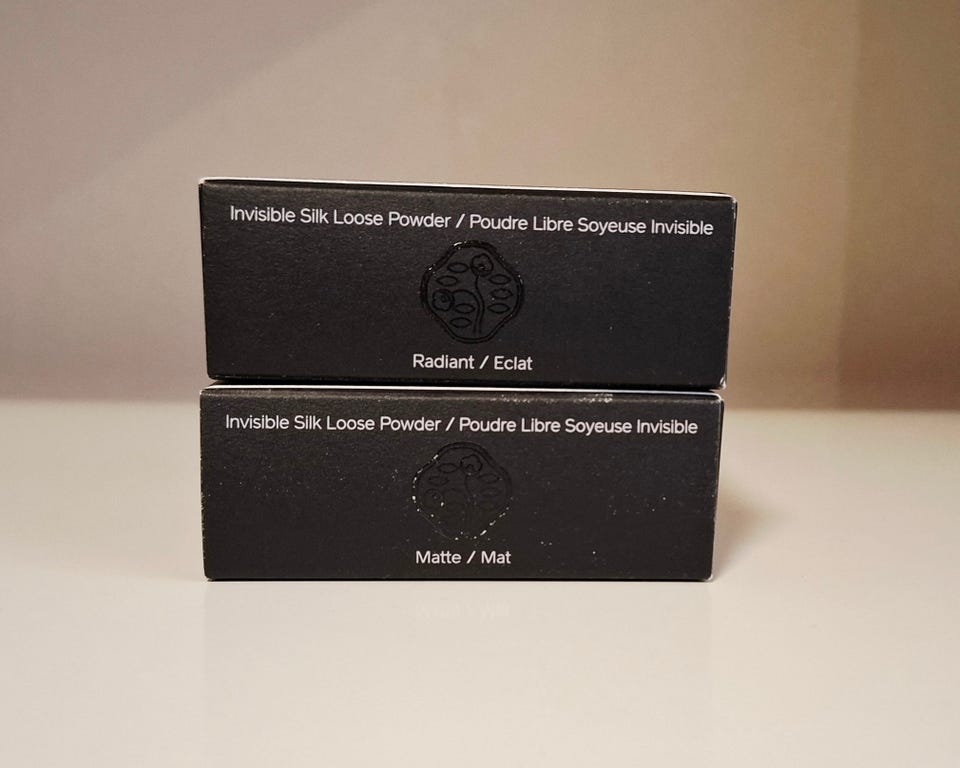 Invisible Silk Loose Powder / Poudre Libre Soyeuse Invisible
Radiant / Eclat
Invisible Silk Loose Powder / Poudre Libre Soyeuse Invisible
Matte / Mat